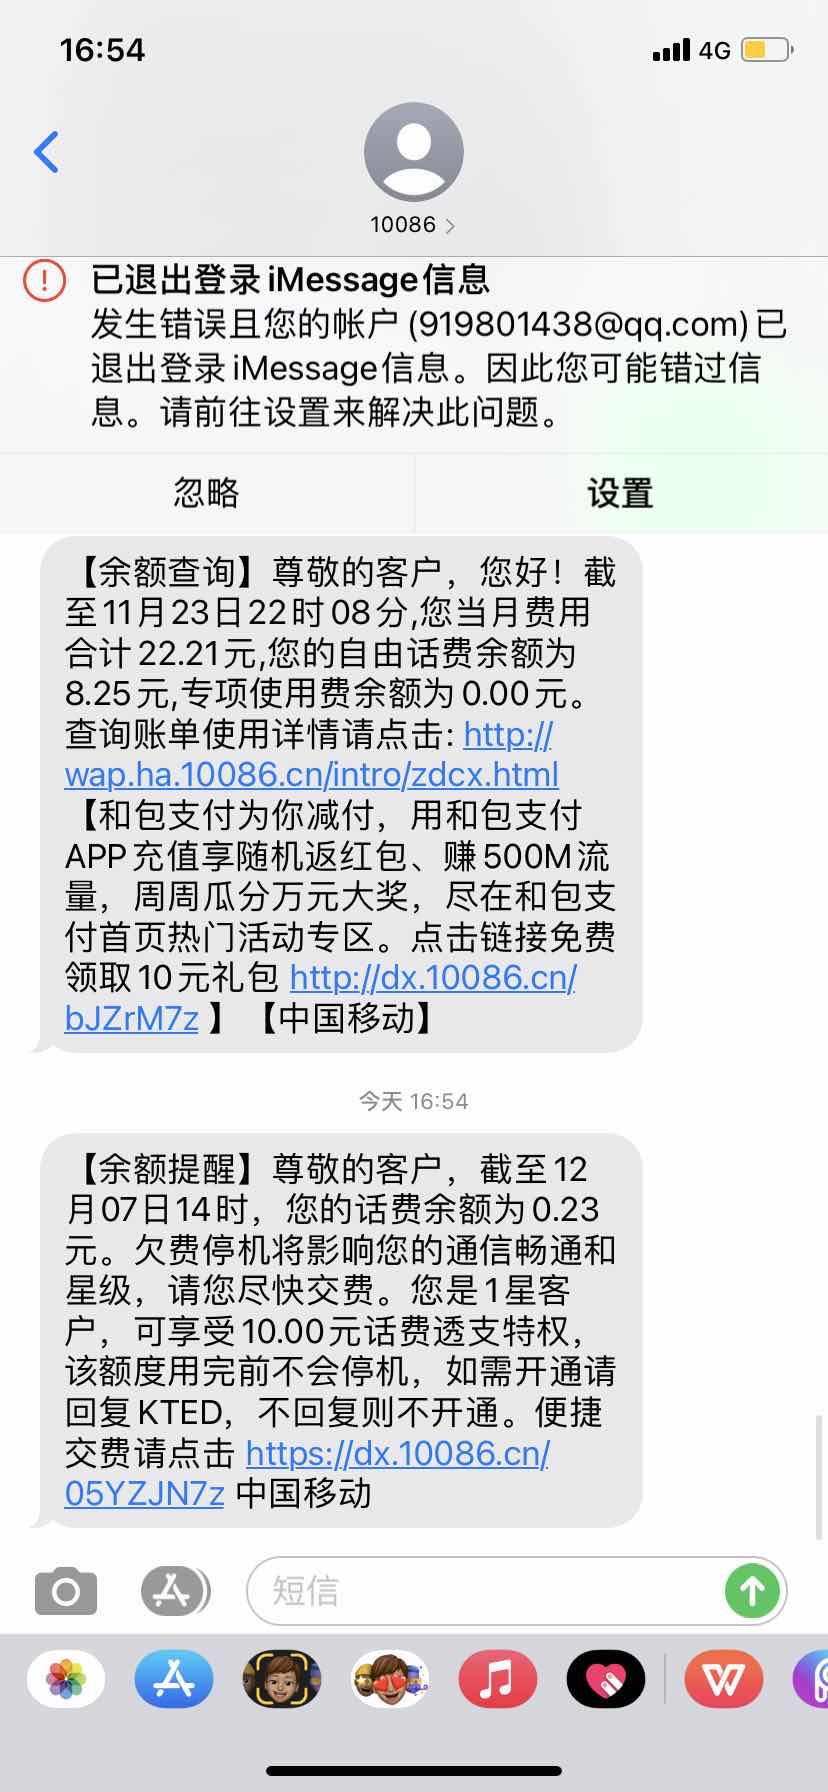 16:54
4G
10086
已退出登录 iMessage信息
发生错误且您的帐户 (919801438@qq.com) 已
退出登录 iMessage信息。因此您可能错过信
息。请前往设置来解决此问题。
忽略
设置
【余额查询】尊敬的客户，您好！截
至11月23日22时08分,您当月费用
合计22.21元,您的自由话费余额为
8.25元,专项使用费余额为0.00元。
查询账单使用详情请点击: http://
wap.ha.10086.cn/intro/zdcx.html
【和包支付为你减付，用和包支付
APP充值享随机返红包、赚500M流
量，周周瓜分万元大奖，尽在和包支
付首页热门活动专区。点击链接免费
领取10元礼包 http://dx.10086.cn/
bJZrM7z 】【中国移动】
今天 16:54
【余额提醒】尊敬的客户，截至12
月07日14时，您的话费余额为0.23
元。欠费停机将影响您的通信畅通和
星级，请您尽快交费。您是1星客
户，可享受10.00元话费透支特权，
该额度用完前不会停机，如需开通请
回复KTED，不回复则不开通。便捷
交费请点击 https://dx.10086.cn/
05YZJN7z 中国移动
短信